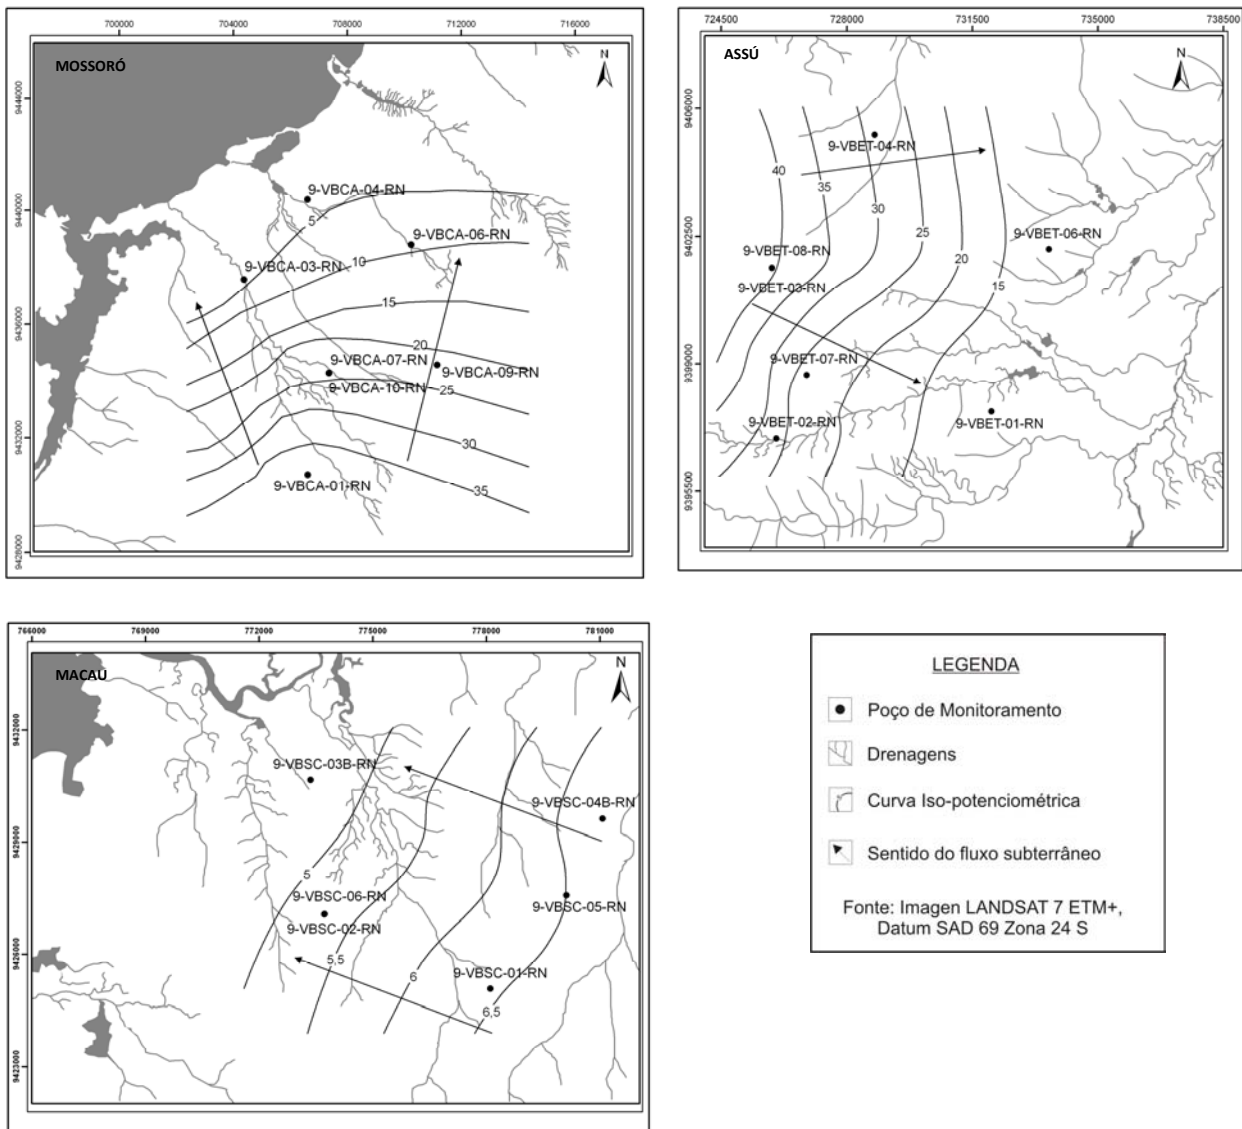 700000 704000 708000 712000 716000
MOSSORÓ
N
9444000
9440000
9436000
9432000
9428000
9-VBCA-04-RN
5
9-VBCA-06-RN
9-VBCA-03-RN
10
15
20
9-VBCA-07-RN
9-VBCA-09-RN
9-VBCA-10-RN
25
30
9-VBCA-01-RN
35
724500 728000 731500 735000 738500
ASSÚ
N
9406000
9402500
9399000
9395500
9-VBET-04-RN
40
35
30
25
20
15
9-VBET-06-RN
9-VBET-08-RN
9-VBET-03-RN
9-VBET-07-RN
9-VBET-02-RN
9-VBET-01-RN
766000 769000 772000 775000 778000 781000
MACAÚ
N
9432000
9429000
9426000
9423000
9-VBSC-03B-RN
9-VBSC-04B-RN
5
9-VBSC-06-RN
9-VBSC-05-RN
9-VBSC-02-RN
5,5
6
9-VBSC-01-RN
6,5
LEGENDA
Poço de Monitoramento
Drenagens
Curva Iso-potenciométrica
Sentido do fluxo subterrâneo
Fonte: Imagen LANDSAT 7 ETM+,
Datum SAD 69 Zona 24 S